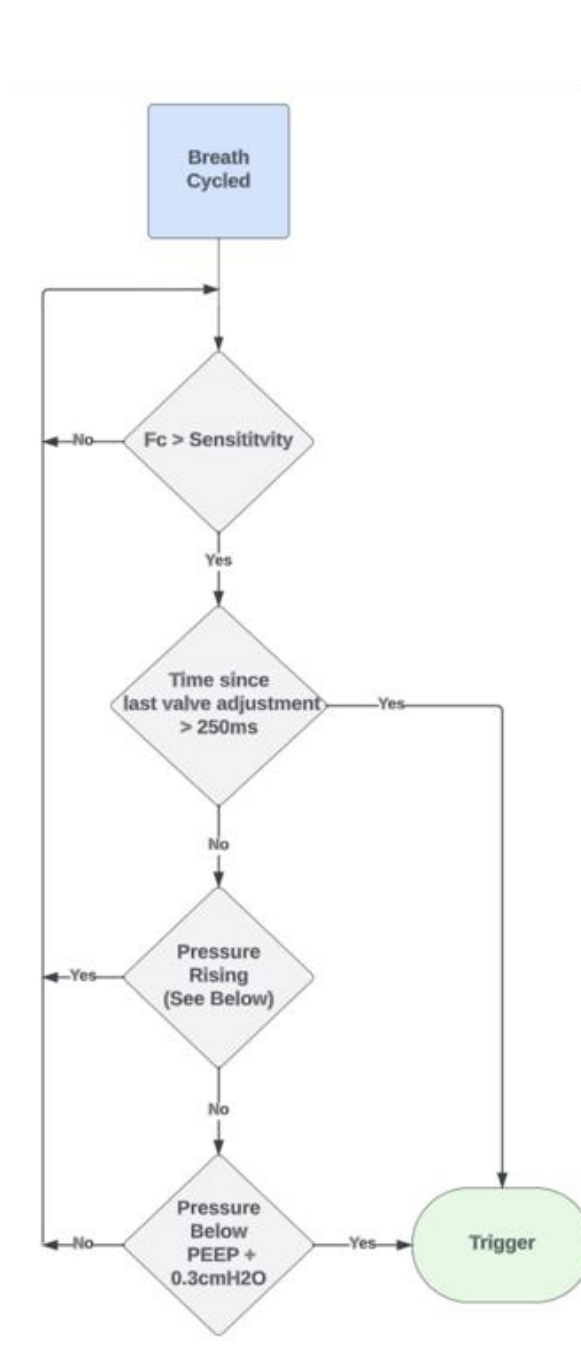 Breath
Cycled
Fc > Sensititvity
No
Yes
Time since
last valve adjustment
> 250ms
Yes
No
Pressure
Rising
(See Below)
Yes
No
Pressure
Below
PEEP +
0.3cmH2O
No
Yes
Trigger